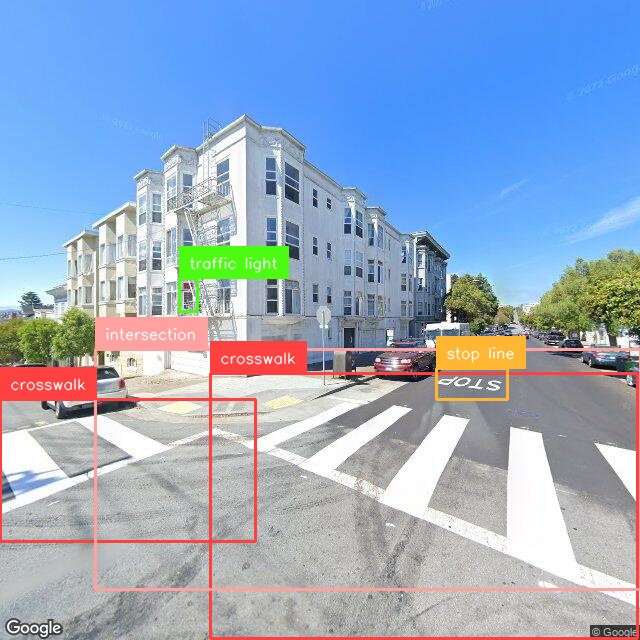 © 2022 Google
© 2022 Google
traffic light
intersection
crosswalk
stop line
crosswalk
STOP
Google
© Google